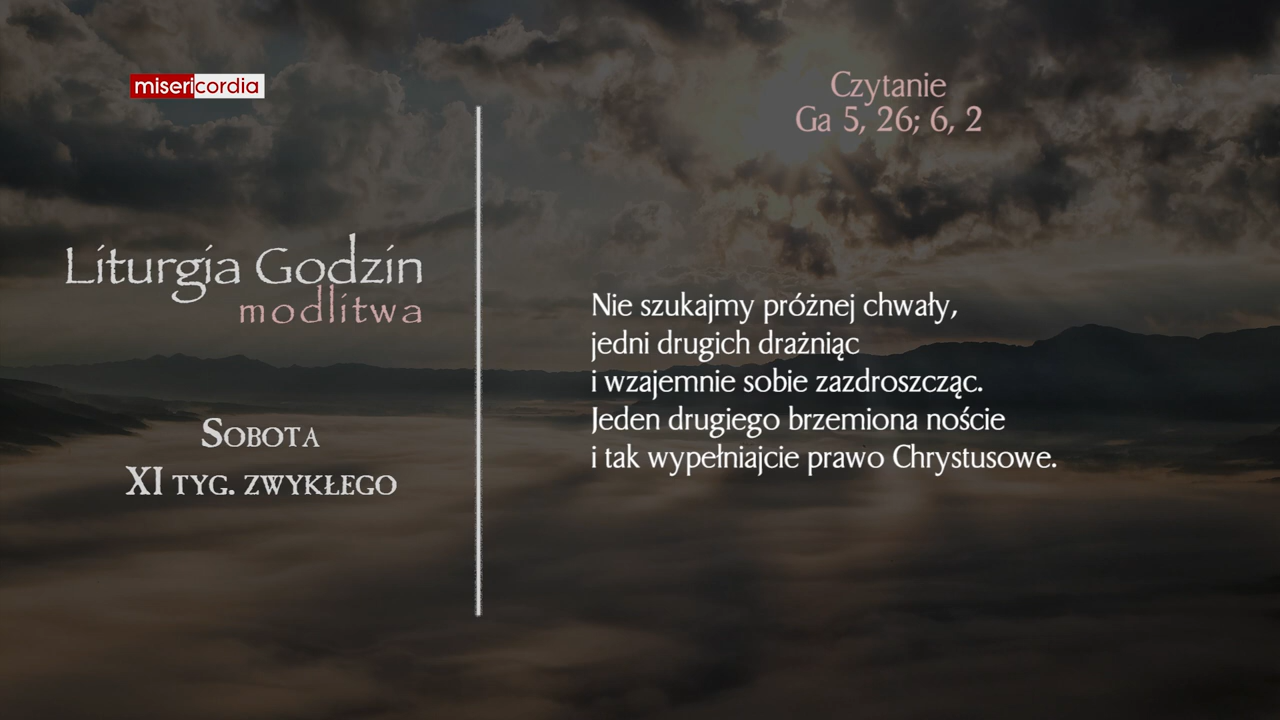 misericordia
Liturgia Godzin
modlitwa
Sobota
XI tyg. zwykłego
Czytanie
Ga 5, 26; 6, 2
Nie szukajmy próżnej chwały,
jedni drugich drażniąc
i wzajemnie sobie zazdroszcząc.
Jeden drugiego brzemiona noście
i tak wypełniajcie prawo Chrystusowe.